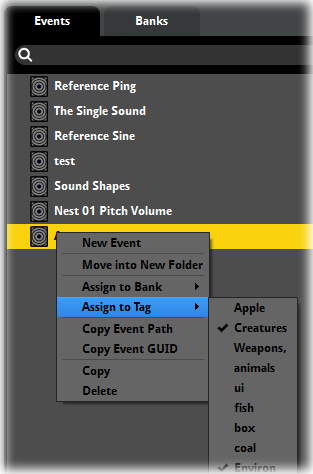 Events Banks
Reference Ping
The Single Sound
Reference Sine
test
Sound Shapes
Nest 01 Pitch Volume
New Event
Move into New Folder
Assign to Bank
Assign to Tag
Copy Event Path
Copy Event GUID
Copy
Delete
Apple
Creatures
Weapons,
animals
ui
fish
box
coal
Environ